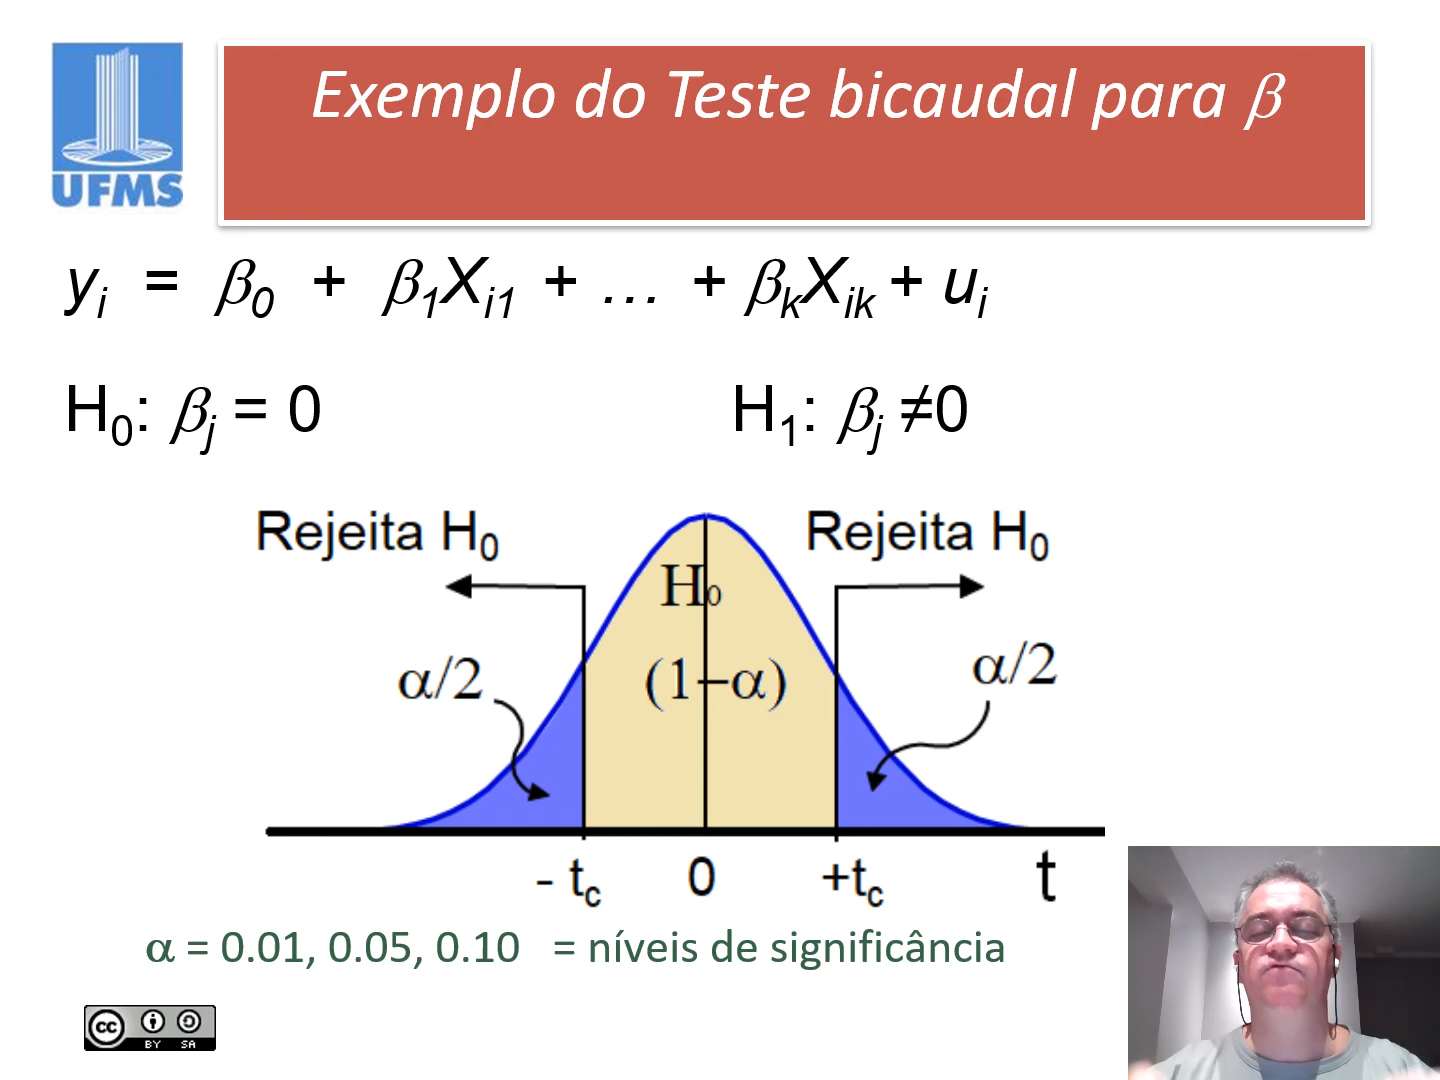 Exemplo do Teste bicaudal para β
UFMS
yi = β0 + β1Xi1 + … + βkXik + ui
H0: βj = 0 H1: βj ≠0
Rejeita H0 Rejeita H0
H0
α/2 (1−α) α/2
- tc 0 +tc t
α = 0.01, 0.05, 0.10 = níveis de significância
cc BY SA